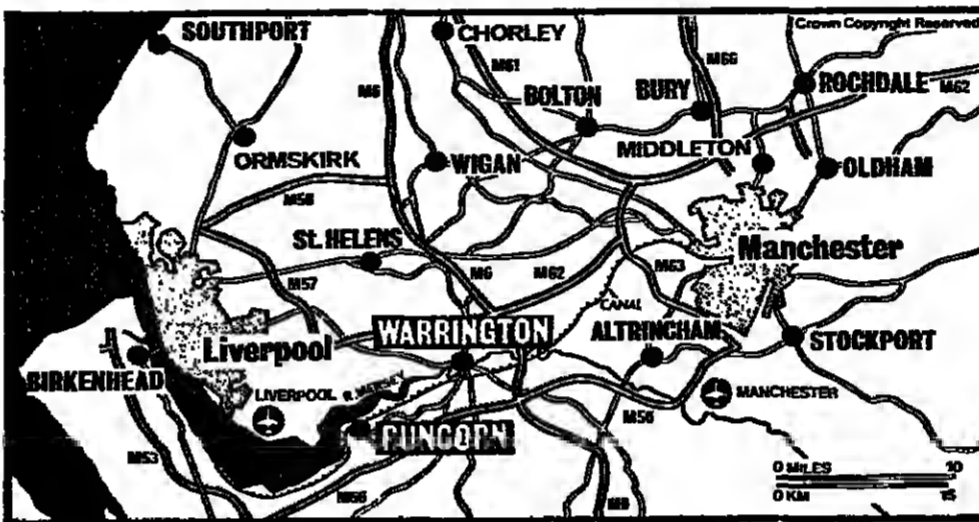 SOUTHPORT
CHORLEY
Crown Copyright Reserved
M61
M66
M6
BOLTON
BURY
ROCHDALE
M62
ORMSKIRK
WIGAN
MIDDLETON
OLDHAM
M58
St. HELENS
Manchester
M57
M6
M62
M63
CANAL
WARRINGTON
ALTRINCHAM
STOCKPORT
Liverpool
BIRKENHEAD
LIVERPOOL
R. MERSEY
MANCHESTER
M56
RUNCORN
M53
M56
M6
0 MILES 10
0 KM 15